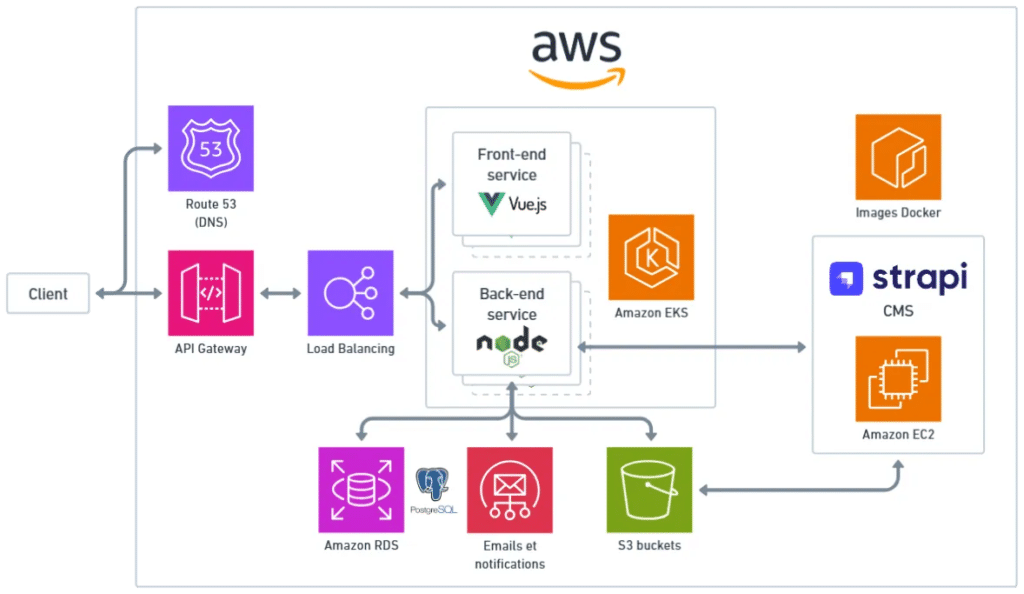 aws
53
Route 53
(DNS)
Client
API Gateway
Load Balancing
Front-end
service
Vue.js
Back-end
service
node
JS
K
Amazon EKS
Images Docker
strapi
CMS
Amazon EC2
Amazon RDS
PostgreSQL
Emails et
notifications
S3 buckets